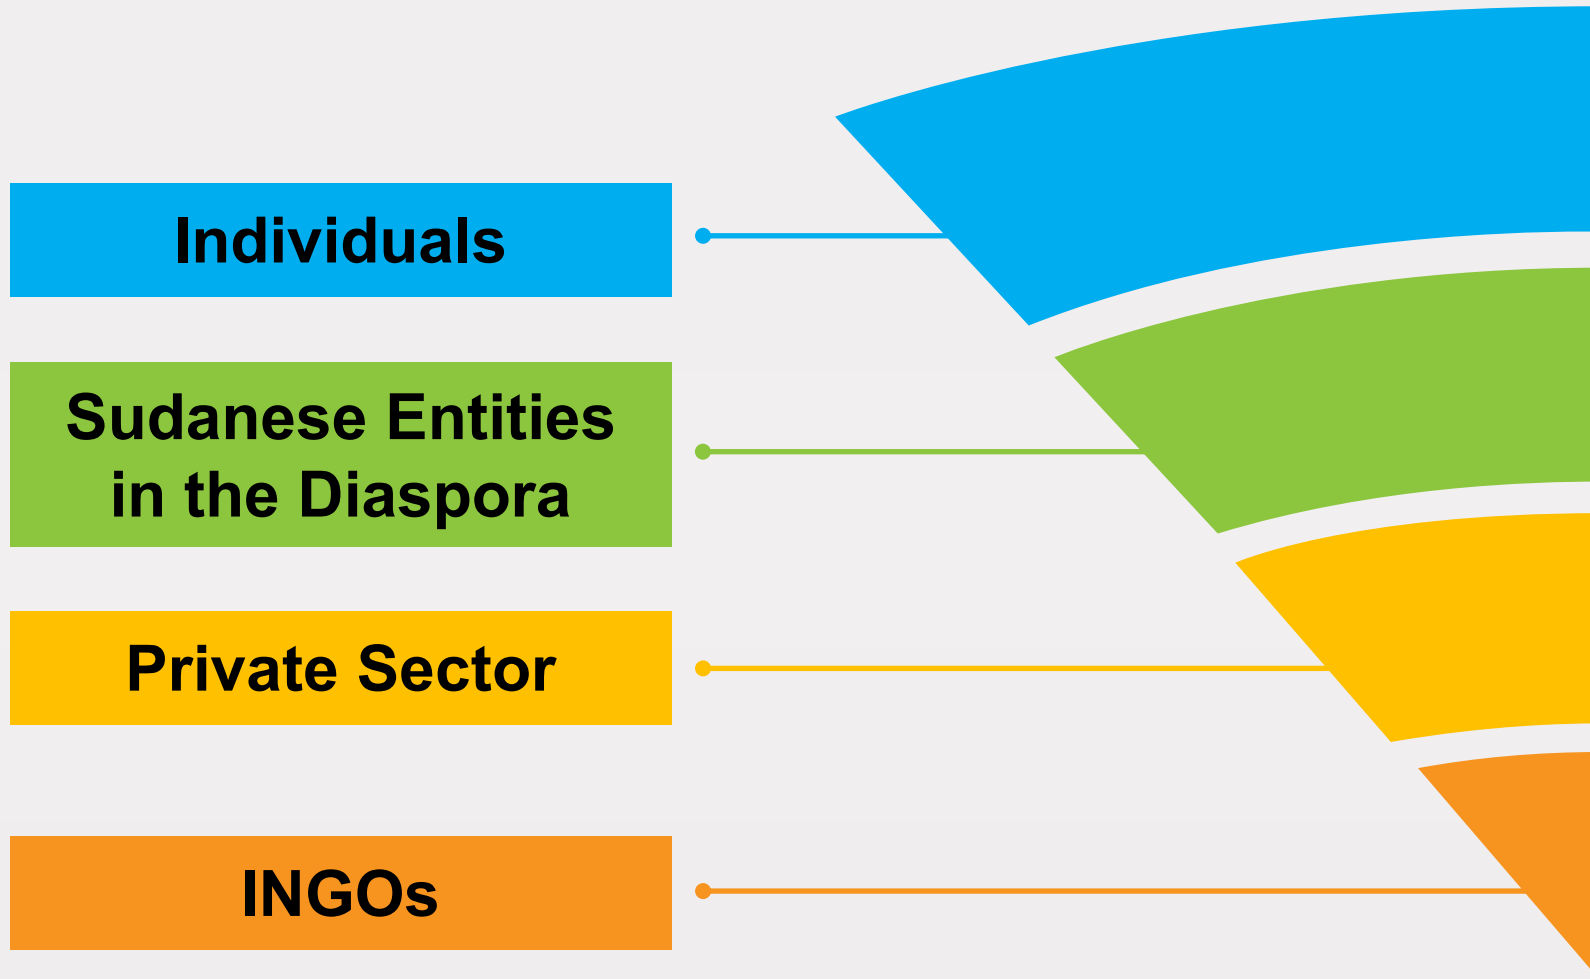 Individuals
Sudanese Entities
in the Diaspora
Private Sector
INGOs